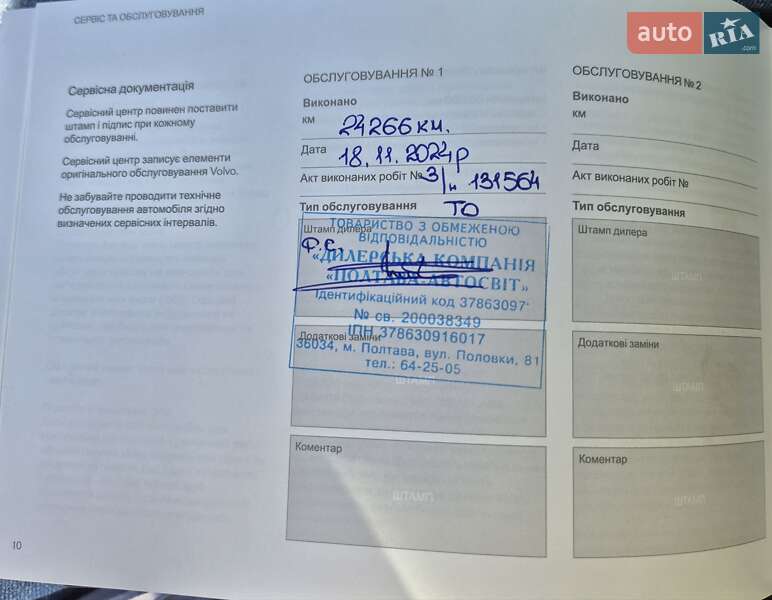 СЕРВІС ТА ОБСЛУГОВУВАННЯ
auto RIA
.com
Сервісна документація
Сервісний центр повинен поставити
штамп і підпис при кожному
обслуговуванні.
Сервісний центр записує елементи
оригінального обслуговування Volvo.
Не забувайте проводити технічне
обслуговування автомобіля згідно
визначених сервісних інтервалів.
ОБСЛУГОВУВАННЯ № 1
Виконано
км 24266 км.
Дата 18.11.2024р
Акт виконаних робіт № З/н 131564
Тип обслуговування ТО
Штамп дилера
ТОВАРИСТВО З ОБМЕЖЕНОЮ
ВІДПОВІДАЛЬНІСТЮ
«ДИЛЕРСЬКА КОМПАНІЯ
«ПОЛТАВА-АВТОСВІТ»
Ідентифікаційний код 37863097
№ св. 200038349
ІПН 378630916017
36034, м. Полтава, вул. Половки, 81
тел.: 64-25-05
Додаткові заміни
ШТАМП
Коментар
ШТАМП
ОБСЛУГОВУВАННЯ № 2
Виконано
км
Дата
Акт виконаних робіт №
Тип обслуговування
Штамп дилера
Додаткові заміни
ШТАМП
Коментар
ШТАМП
10